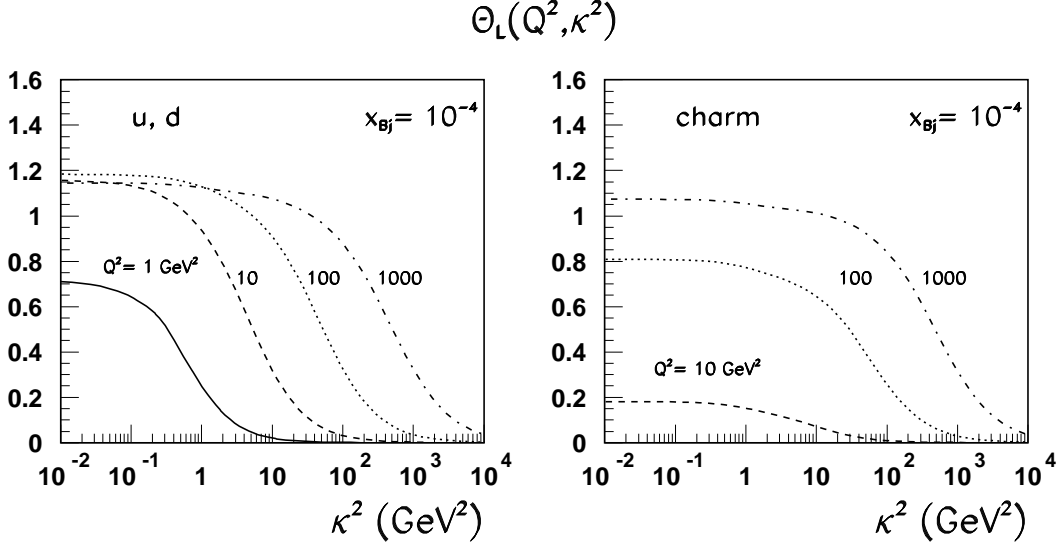 Θ_L(Q²,κ²)
u, d
x_Bj= 10⁻⁴
Q²= 1 GeV²
10
100
1000
1.6
1.4
1.2
1
0.8
0.6
0.4
0.2
0
10⁻² 10⁻¹ 1 10 10² 10³ 10⁴
κ² (GeV²)
charm
x_Bj= 10⁻⁴
100
1000
Q²= 10 GeV²
1.6
1.4
1.2
1
0.8
0.6
0.4
0.2
0
10⁻² 10⁻¹ 1 10 10² 10³ 10⁴
κ² (GeV²)